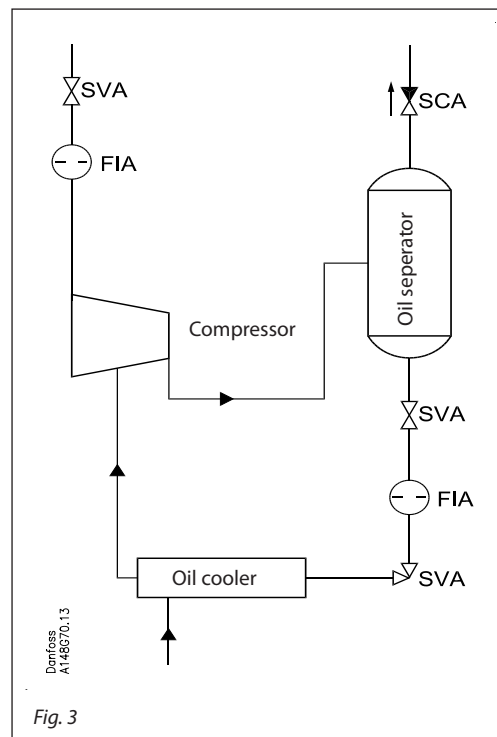 SVA
SCA
FIA
Oil seperator
Compressor
SVA
FIA
Oil cooler
SVA
Danfoss
A148G70.13
Fig. 3